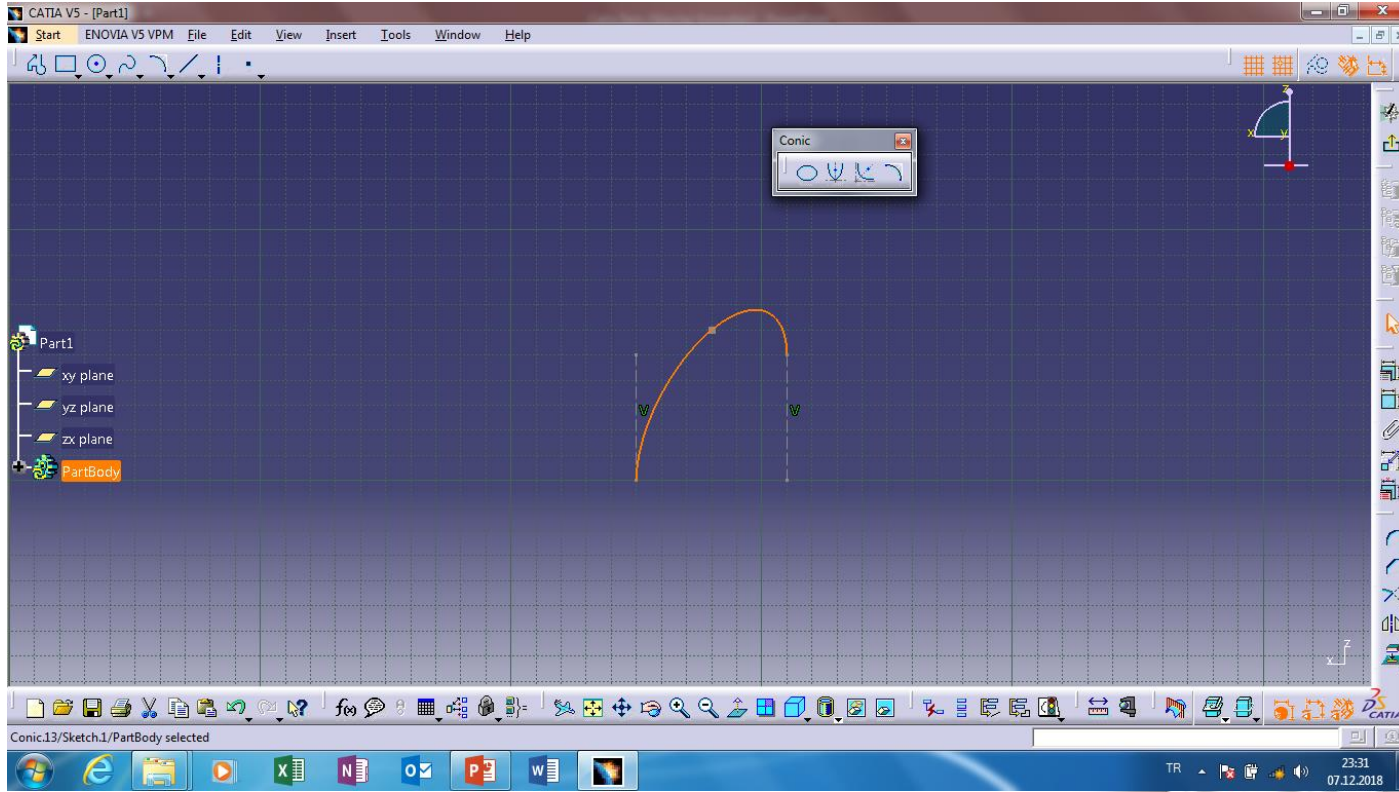 CATIA V5 - [Part1]
Start ENOVIA V5 VPM File Edit View Insert Tools Window Help
z
x y
Conic
Part1
xy plane
yz plane
zx plane
PartBody
V V
z
x
f(x)
CATIA
Conic.13/Sketch.1/PartBody selected
TR 23:31
07.12.2018